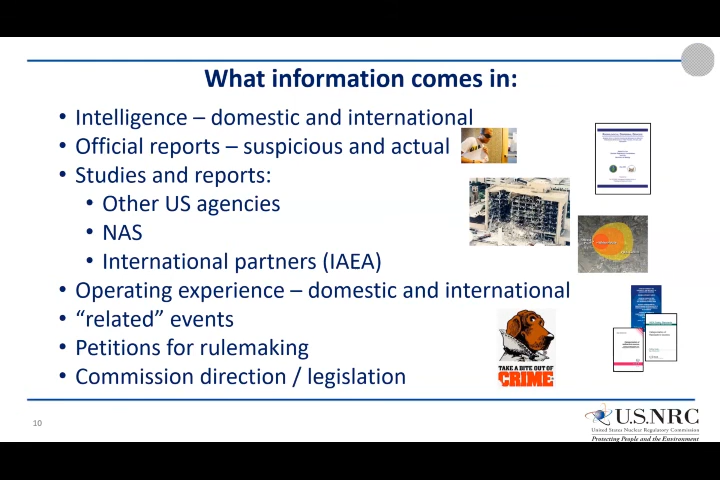 What information comes in:
• Intelligence – domestic and international
• Official reports – suspicious and actual
• Studies and reports:
• Other US agencies
• NAS
• International partners (IAEA)
• Operating experience – domestic and international
• “related” events
• Petitions for rulemaking
• Commission direction / legislation
TAKE A BITE OUT OF
CRIME
10
U.S.NRC
United States Nuclear Regulatory Commission
Protecting People and the Environment